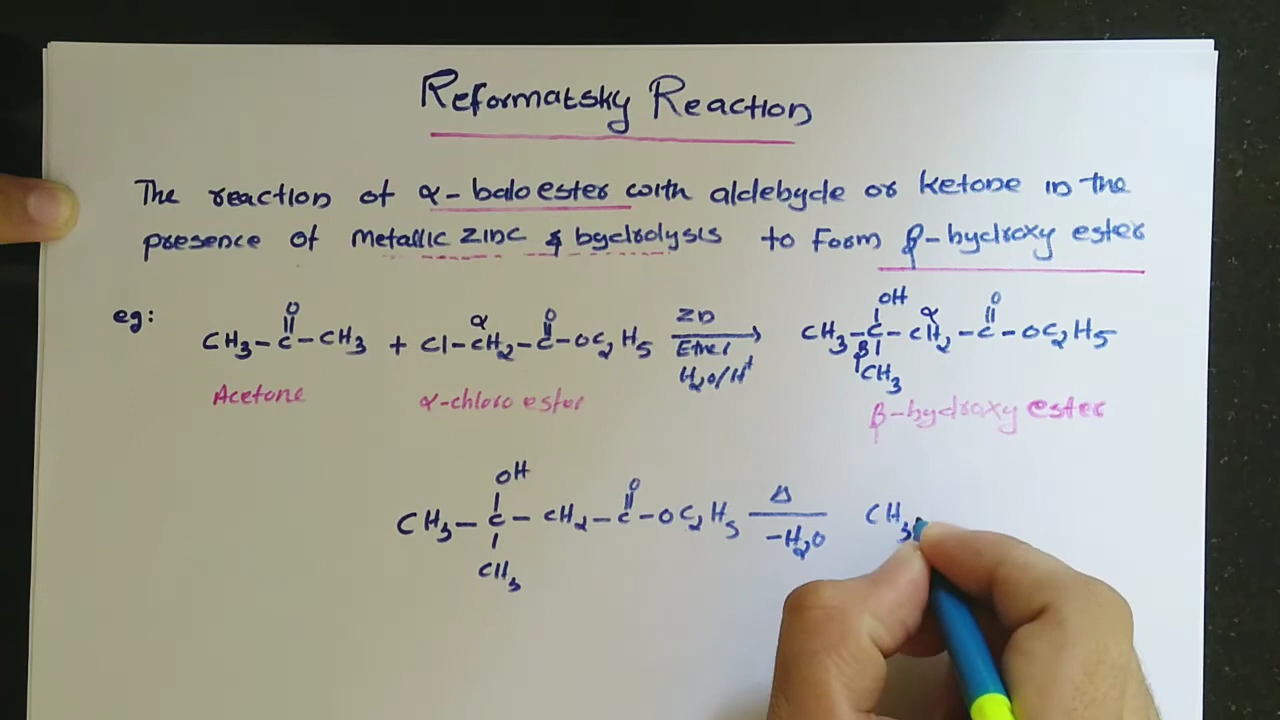 Reformatsky Reaction
The reaction of α-haloester with aldehyde or ketone in the
presence of metallic zinc & hydrolysis to form β-hydroxy ester
OH
O O α O
eg: α O Zn
CH3-C-CH3 + Cl-CH2-C-OC2H5 Ether CH3-C-CH2-C-OC2H5
H2O/H+ β
CH3
Acetone α-chloro ester β-hydroxy ester
OH
O Δ
CH3-C-CH2-C-OC2H5 -H2O CH3
CH3